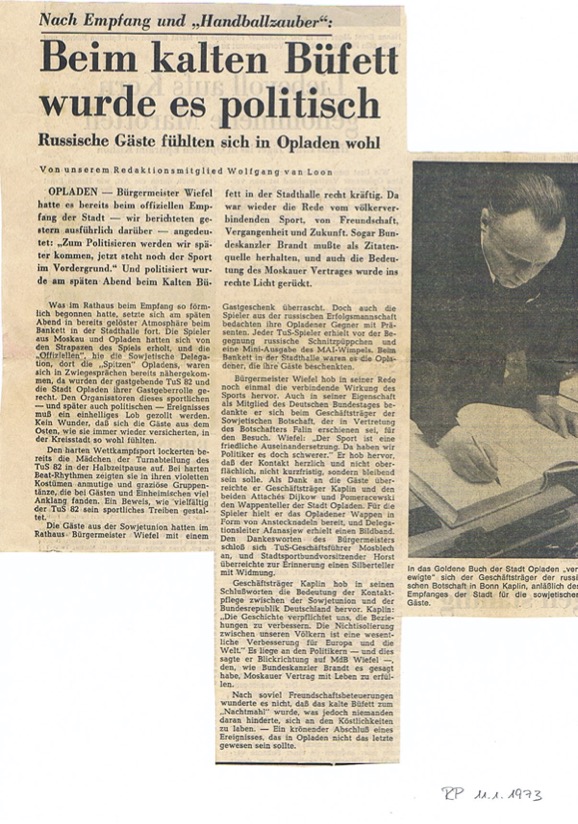 Nach Empfang und „Handballzauber“:
Beim kalten Büfett
wurde es politisch
Russische Gäste fühlten sich in Opladen wohl
Von unserem Redaktionsmitglied Wolfgang van Loon
OPLADEN — Bürgermeister Wiefel
hatte es bereits beim offiziellen Emp-
fang der Stadt — wir berichteten ge-
stern ausführlich darüber — angedeu-
tet: „Zum Politisieren werden wir spä-
ter kommen, jetzt steht noch der Sport
im Vordergrund.“ Und politisiert wur-
de am späten Abend beim Kalten Bü-
fett in der Stadthalle recht kräftig. Da
war wieder die Rede vom völkerver-
bindenden Sport, von Freundschaft,
Vergangenheit und Zukunft. Sogar Bun-
deskanzler Brandt mußte als Zitaten-
quelle herhalten, und auch die Bedeu-
tung des Moskauer Vertrages wurde ins
rechte Licht gerückt.
Was im Rathaus beim Empfang so förm-
lich begonnen hatte, setzte sich am späten
Abend in bereits gelöster Atmosphäre beim
Bankett in der Stadthalle fort. Die Spieler
aus Moskau und Opladen hatten sich von
den Strapazen des Spiels erholt, und die
„Offiziellen“, hie die Sowjetische Delega-
tion, dort die „Spitzen“ Opladens, waren
sich in Zwiegesprächen bereits nähergekom-
men, da wurden der gastgebende TuS 82 und
die Stadt Opladen ihrer Gastgeberrolle ge-
recht. Den Organisatoren dieses sportlichen
— und später auch politischen — Ereignisses
muß ein einhelliges Lob gezollt werden.
Kein Wunder, daß sich die Gäste aus dem
Osten, wie sie immer wieder versicherten, in
der Kreisstadt so wohl fühlten.
Den harten Wettkampfsport lockerten be-
reits die Mädchen der Turnabteilung des
TuS 82 in der Halbzeitpause auf. Bei harten
Beat-Rhythmen zeigten sie in ihren violetten
Kostümen anmutige und graziöse Gruppen-
tänze, die bei Gästen und Einheimischen viel
Anklang fanden. Ein Beweis, wie vielfältig
der TuS 82 sein sportliches Treiben gestal-
tet.
Die Gäste aus der Sowjetunion hatten im
Rathaus Bürgermeister Wiefel mit einem
Gastgeschenk überrascht. Doch auch die
Spieler aus der russischen Erfolgsmannschaft
bedachten ihre Opladener Gegner mit Prä-
senten. Jeder TuS-Spieler erhielt vor der Be-
gegnung russische Schnitzpüppchen und
eine Mini-Ausgabe des MAI-Wimpels. Beim
Bankett in der Stadthalle waren es die Opla-
dener, die ihre Gäste beschenkten.
Bürgermeister Wiefel hob in seiner Rede
noch einmal die verbindende Wirkung des
Sports hervor. Auch in seiner Eigenschaft
als Mitglied des Deutschen Bundestages be-
dankte er sich beim Geschäftsträger der
Sowjetischen Botschaft, der in Vertretung
des Botschafters Falin erschienen sei, für
den Besuch. Wiefel: „Der Sport ist eine
friedliche Auseinandersetzung. Da haben wir
Politiker es doch schwerer.“ Er hob hervor,
daß der Kontakt herzlich und nicht ober-
flächlich, nicht kurzfristig, sondern bleibend
sein solle. Als Dank an die Gäste über-
reichte er Geschäftsträger Kaplin und den
beiden Attachés Dijkow und Pomeranzowski
den Wappenteller der Stadt Opladen. Für die
Spieler hielt er das Opladener Wappen in
Form von Anstecknadeln bereit, und Delega-
tionsleiter Afanasjew erhielt einen Bildband.
Den Dankesworten des Bürgermeisters
schloß sich TuS-Geschäftsführer Mosblech
an, und Stadtsportbundvorsitzender Horst
überreichte zur Erinnerung einen Silberteller
mit Widmung.
Geschäftsträger Kaplin hob in seinen
Schlußworten die Bedeutung der Kontakt-
pflege zwischen der Sowjetunion und der
Bundesrepublik Deutschland hervor. Kaplin:
„Die Geschichte verpflichtet uns, die Bezie-
hungen zu verbessern. Die Nichtisolierung
zwischen unseren Völkern ist eine wesent-
liche Verbesserung für Europa und die
Welt.“ Es liege an den Politikern — und dies
sagte er Blickrichtung auf MdB Wiefel —,
den, wie Bundeskanzler Brandt es gesagt
habe, Moskauer Vertrag mit Leben zu erfül-
len.
Nach soviel Freundschaftsbeteuerungen
wunderte es nicht, daß das kalte Büfett zum
„Nachtmahl“ wurde, was jedoch niemanden
daran hinderte, sich an den Köstlichkeiten
zu laben. — Ein krönender Abschluß eines
Ereignisses, das in Opladen nicht das letzte
gewesen sein sollte.
In das Goldene Buch der Stadt Opladen „ver
ewigte“ sich der Geschäftsträger der russi
schen Botschaft in Bonn Kaplin, anläßlich des
Empfanges der Stadt für die sowjetischen
Gäste.
RP 11.1.1973